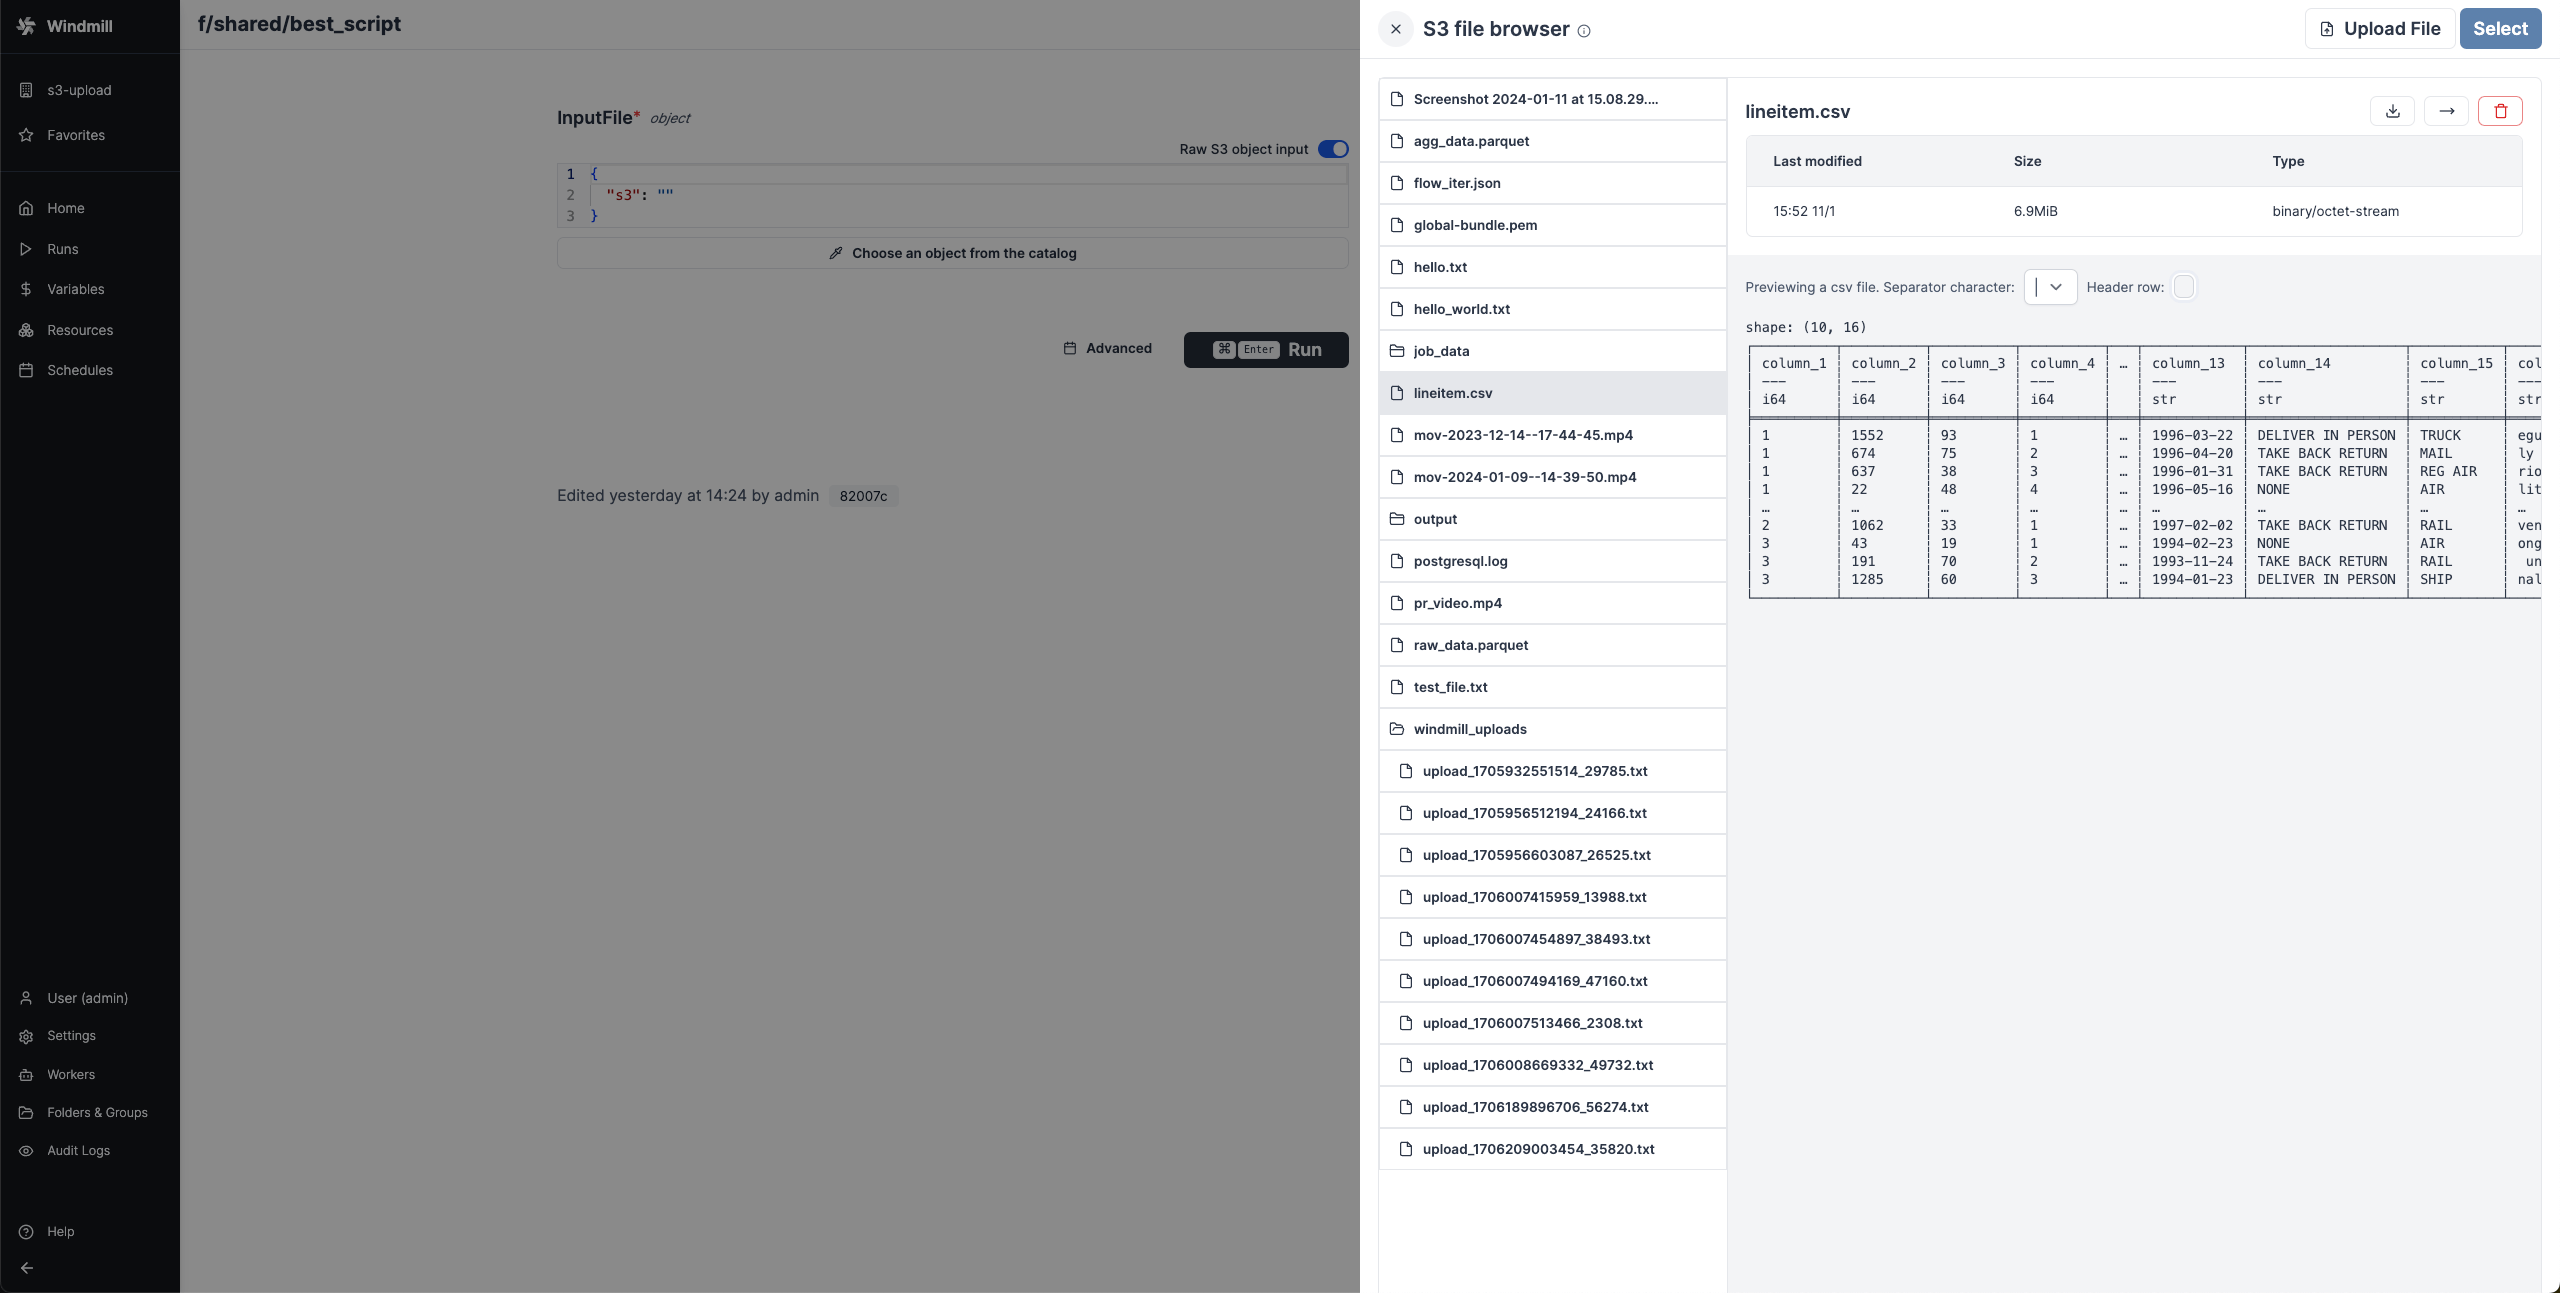 Windmill
s3-upload
Favorites
Home
Runs
Variables
Resources
Schedules
User (admin)
Settings
Workers
Folders & Groups
Audit Logs
Help
f/shared/best_script
InputFile* object
Raw S3 object input
1 {
2 "s3": ""
3 }
Choose an object from the catalog
Advanced
⌘ Enter Run
Edited yesterday at 14:24 by admin 82007c
S3 file browser
Upload File
Select
Screenshot 2024-01-11 at 15.08.29....
agg_data.parquet
flow_iter.json
global-bundle.pem
hello.txt
hello_world.txt
job_data
lineitem.csv
mov-2023-12-14--17-44-45.mp4
mov-2024-01-09--14-39-50.mp4
output
postgresql.log
pr_video.mp4
raw_data.parquet
test_file.txt
windmill_uploads
upload_1705932551514_29785.txt
upload_1705956512194_24166.txt
upload_1705956603087_26525.txt
upload_1706007415959_13988.txt
upload_1706007454897_38493.txt
upload_1706007494169_47160.txt
upload_1706007513466_2308.txt
upload_1706008669332_49732.txt
upload_1706189896706_56274.txt
upload_1706209003454_35820.txt
lineitem.csv
Last modified Size Type
15:52 11/1 6.9MiB binary/octet-stream
Previewing a csv file. Separator character: | Header row:
shape: (10, 16)
column_1 column_2 column_3 column_4 … column_13 column_14 column_15 col
--- --- --- --- --- --- --- ---
i64 i64 i64 i64 str str str str
1 1552 93 1 … 1996-03-22 DELIVER IN PERSON TRUCK egu
1 674 75 2 … 1996-04-20 TAKE BACK RETURN MAIL ly
1 637 38 3 … 1996-01-31 TAKE BACK RETURN REG AIR rio
1 22 48 4 … 1996-05-16 NONE AIR lit
… … … … … … … … …
2 1062 33 1 … 1997-02-02 TAKE BACK RETURN RAIL ven
3 43 19 1 … 1994-02-23 NONE AIR ong
3 191 70 2 … 1993-11-24 TAKE BACK RETURN RAIL un
3 1285 60 3 … 1994-01-23 DELIVER IN PERSON SHIP nal